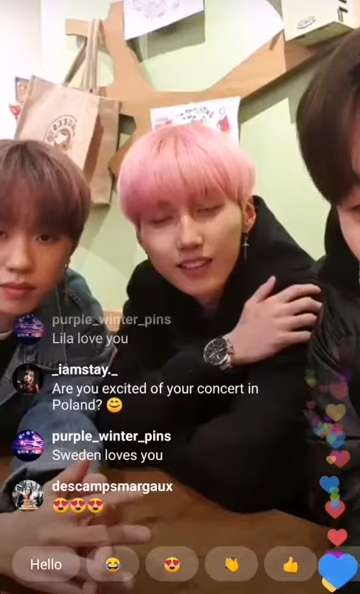 purple_winter_pins
Lila love you
_iamstay._
Are you excited of your concert in
Poland? 😊
purple_winter_pins
Sweden loves you
descampsmargaux
😍😍😍
Hello 😂 😍 👏 👍